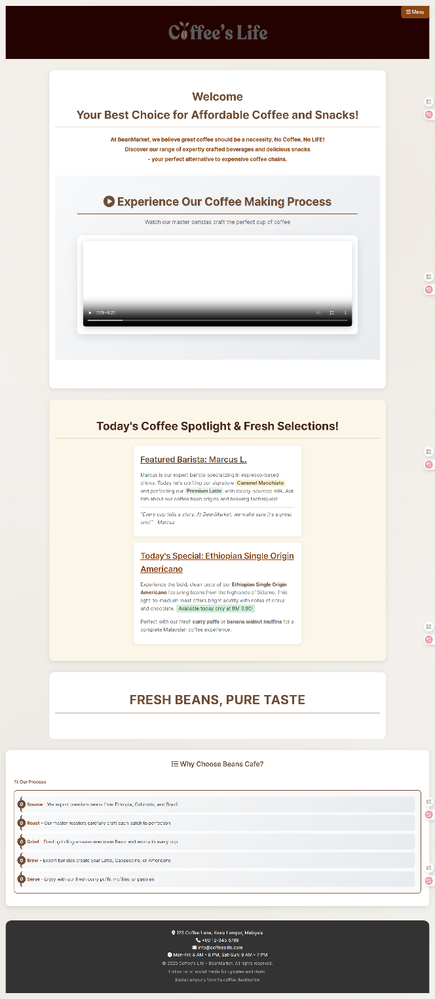 Menu
Coffee's Life
Welcome
Your Best Choice for Affordable Coffee and Snacks!
At BeanMarket, we believe great coffee should be a necessity, No Coffee, No LIFE!
Discover our range of expertly crafted beverages and delicious snacks
- your perfect alternative to expensive coffee chains.
Experience Our Coffee Making Process
Watch our master baristas craft the perfect cup of coffee
0:00 / 0:20
Today's Coffee Spotlight & Fresh Selections!
Featured Barista: Marcus L.
Marcus is our expert barista specializing in espresso-based
drinks. Today he's crafting our signature Caramel Macchiato
and perfecting our Premium Latte with locally-sourced milk. Ask
him about our coffee bean origins and brewing techniques!
"Every cup tells a story. At BeanMarket, we make sure it's a great
one!" - Marcus
Today's Special: Ethiopian Single Origin
Americano
Experience the bold, clean taste of our Ethiopian Single Origin
Americano featuring beans from the highlands of Sidamo. This
light-to-medium roast offers bright acidity with notes of citrus
and chocolate. Available today only at RM 9.90!
Perfect with our fresh curry puffs or banana walnut muffins for a
complete Malaysian coffee experience.
FRESH BEANS, PURE TASTE
Why Choose Beans Cafe?
Our Process
0 Source - We import premium beans from Ethiopia, Colombia, and Brazil
0 Roast - Our master roasters carefully craft each batch to perfection
0 Grind - Fresh grinding ensures maximum flavor and aroma in every cup
0 Brew - Expert baristas create your Latte, Cappuccino, or Americano
0 Serve - Enjoy with our fresh curry puffs, muffins, or pastries
123 Coffee Lane, Kuala Lumpur, Malaysia
+60 12-345 6789
info@coffeeslife.com
Mon-Fri: 8 AM - 8 PM, Sat-Sun: 9 AM - 7 PM
© 2025 Coffee's Life - BeanMarket. All rights reserved.
Follow us on social media for updates and deals.
Kuala Lumpur's favorite coffee destination